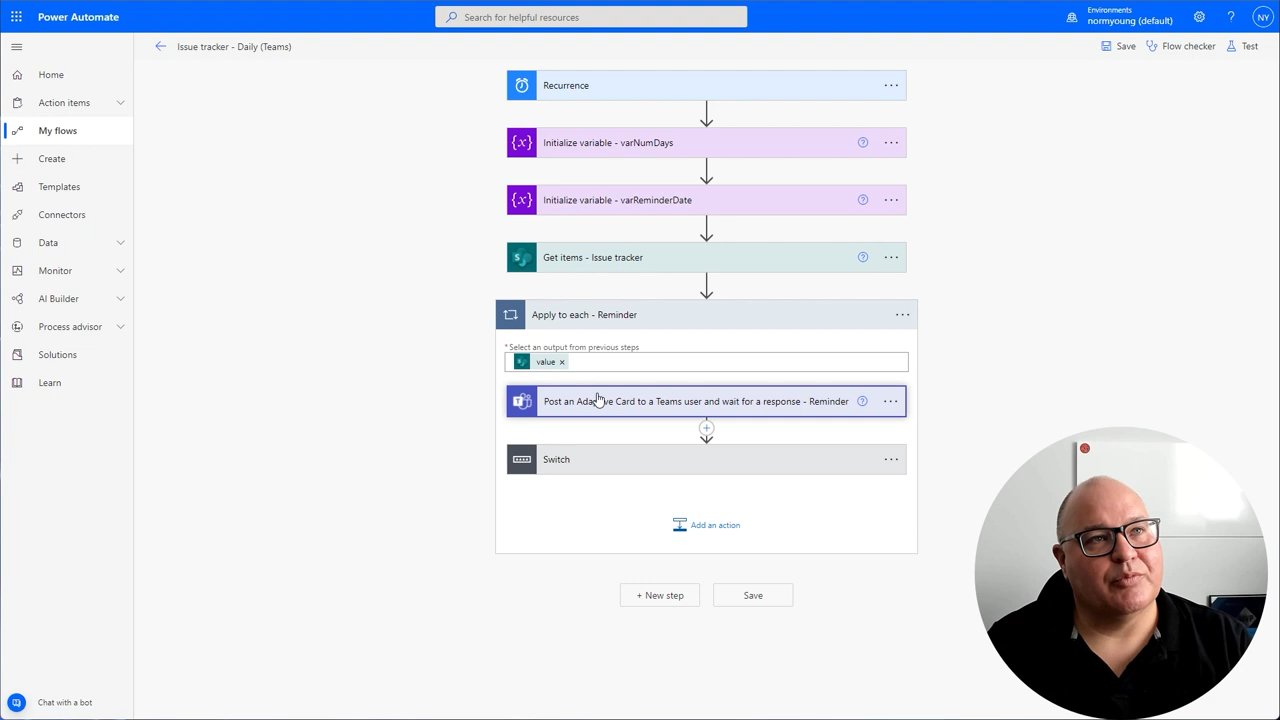 Power Automate
Search for helpful resources
Environments
normyoung (default)
NY
Issue tracker - Daily (Teams)
Save
Flow checker
Test
Home
Action items
My flows
Create
Templates
Connectors
Data
Monitor
AI Builder
Process advisor
Solutions
Learn
Chat with a bot
Recurrence
{x} Initialize variable - varNumDays
{x} Initialize variable - varReminderDate
Get items - Issue tracker
Apply to each - Reminder
* Select an output from previous steps
value ×
Post an Adaptive Card to a Teams user and wait for a response - Reminder
Switch
Add an action
+ New step
Save